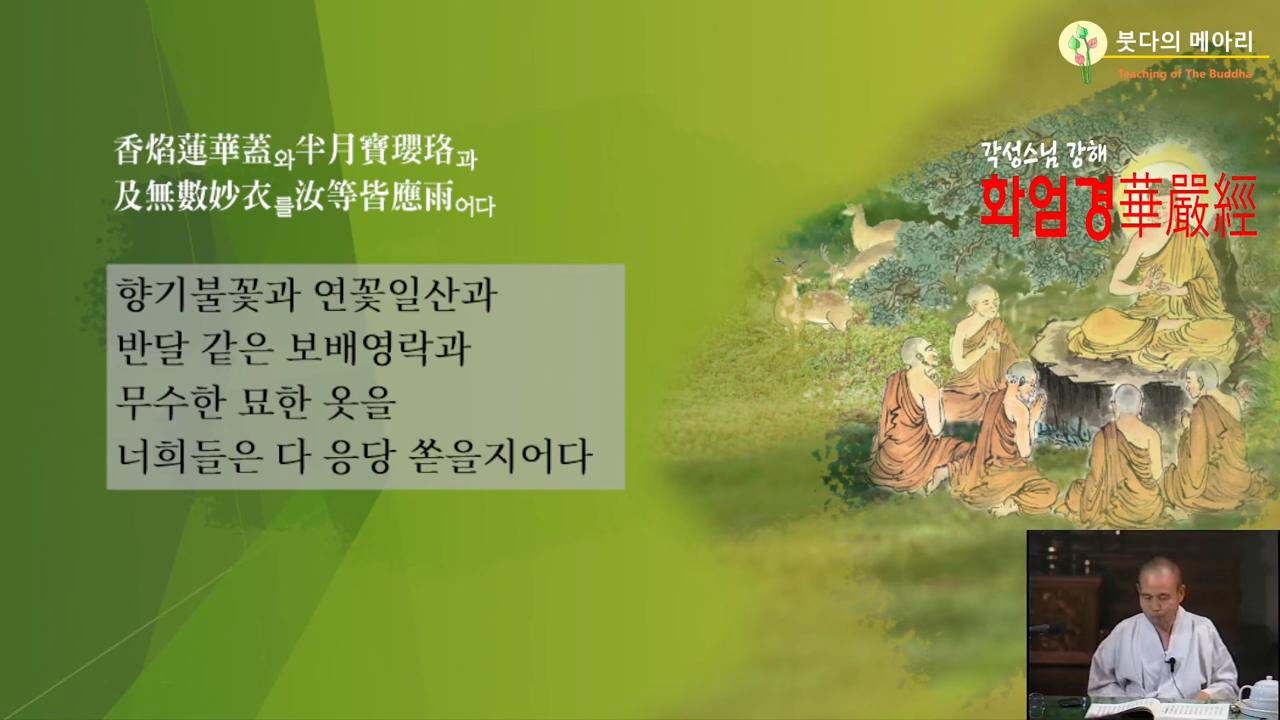 붓다의 메아리
Teaching of The Buddha
각성스님 강해
화엄경華嚴經
香焰蓮華蓋와半月寶瓔珞과
及無數妙衣를汝等皆應雨어다
향기불꽃과 연꽃일산과
반달 같은 보배영락과
무수한 묘한 옷을
너희들은 다 응당 쏟을지어다